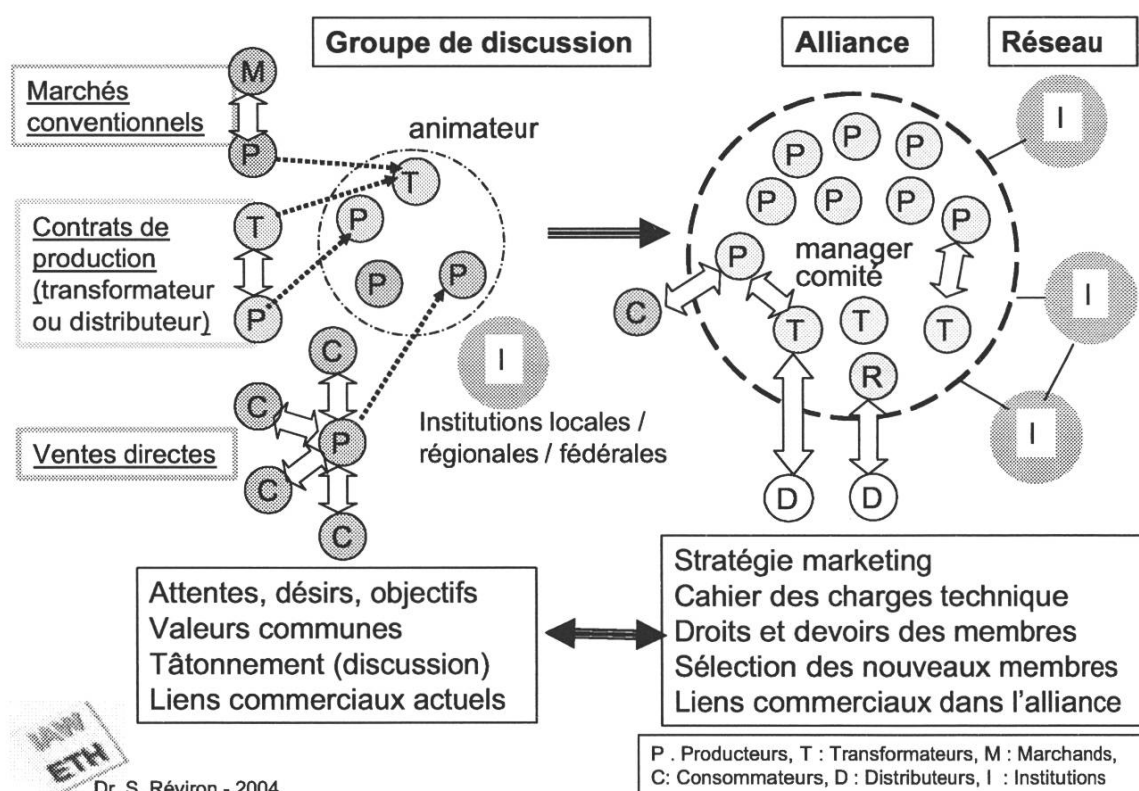 Groupe de discussion
Alliance
Réseau
Marchés
conventionnels
M
P
animateur
T
P
P
P
Contrats de
production
(transformateur
ou distributeur)
T
P
I
Institutions locales /
régionales / fédérales
Ventes directes
C
C
P
C
C
P
P
P
P
P
P
P
P
P
manager
comité
C
T
T
T
R
D
D
I
I
I
Attentes, désirs, objectifs
Valeurs communes
Tâtonnement (discussion)
Liens commerciaux actuels
Stratégie marketing
Cahier des charges technique
Droits et devoirs des membres
Sélection des nouveaux membres
Liens commerciaux dans l'alliance
IAW
ETH
Dr. S. Réviron - 2004
P . Producteurs, T : Transformateurs, M : Marchands,
C: Consommateurs, D : Distributeurs, I : Institutions